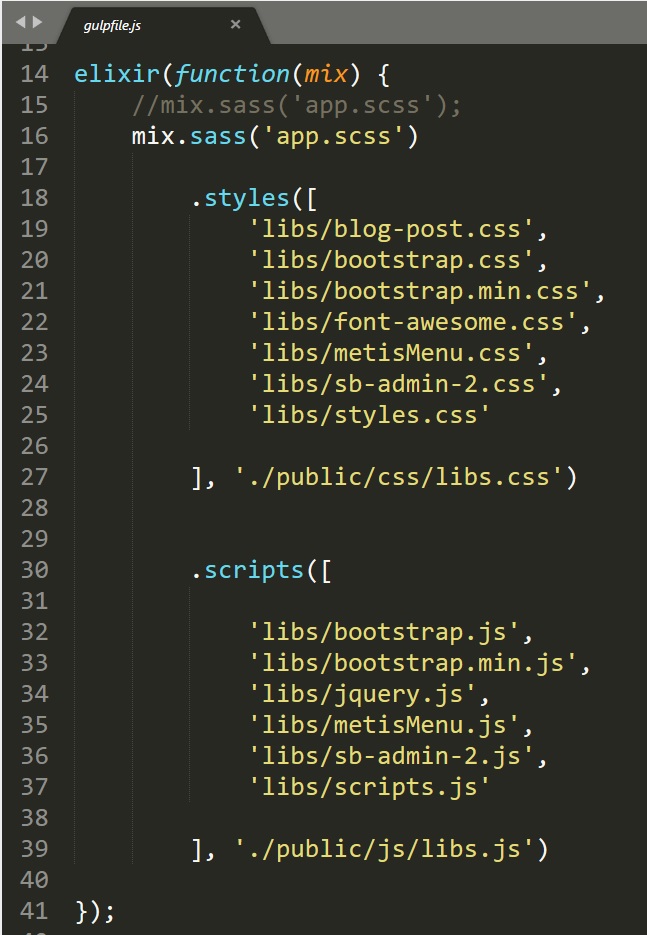 gulpfile.js ×
13
14 elixir(function(mix) {
15     //mix.sass('app.scss');
16     mix.sass('app.scss')
17
18         .styles([
19             'libs/blog-post.css',
20             'libs/bootstrap.css',
21             'libs/bootstrap.min.css',
22             'libs/font-awesome.css',
23             'libs/metisMenu.css',
24             'libs/sb-admin-2.css',
25             'libs/styles.css'
26
27         ], './public/css/libs.css')
28
29
30         .scripts([
31
32             'libs/bootstrap.js',
33             'libs/bootstrap.min.js',
34             'libs/jquery.js',
35             'libs/metisMenu.js',
36             'libs/sb-admin-2.js',
37             'libs/scripts.js'
38
39         ], './public/js/libs.js')
40
41 });